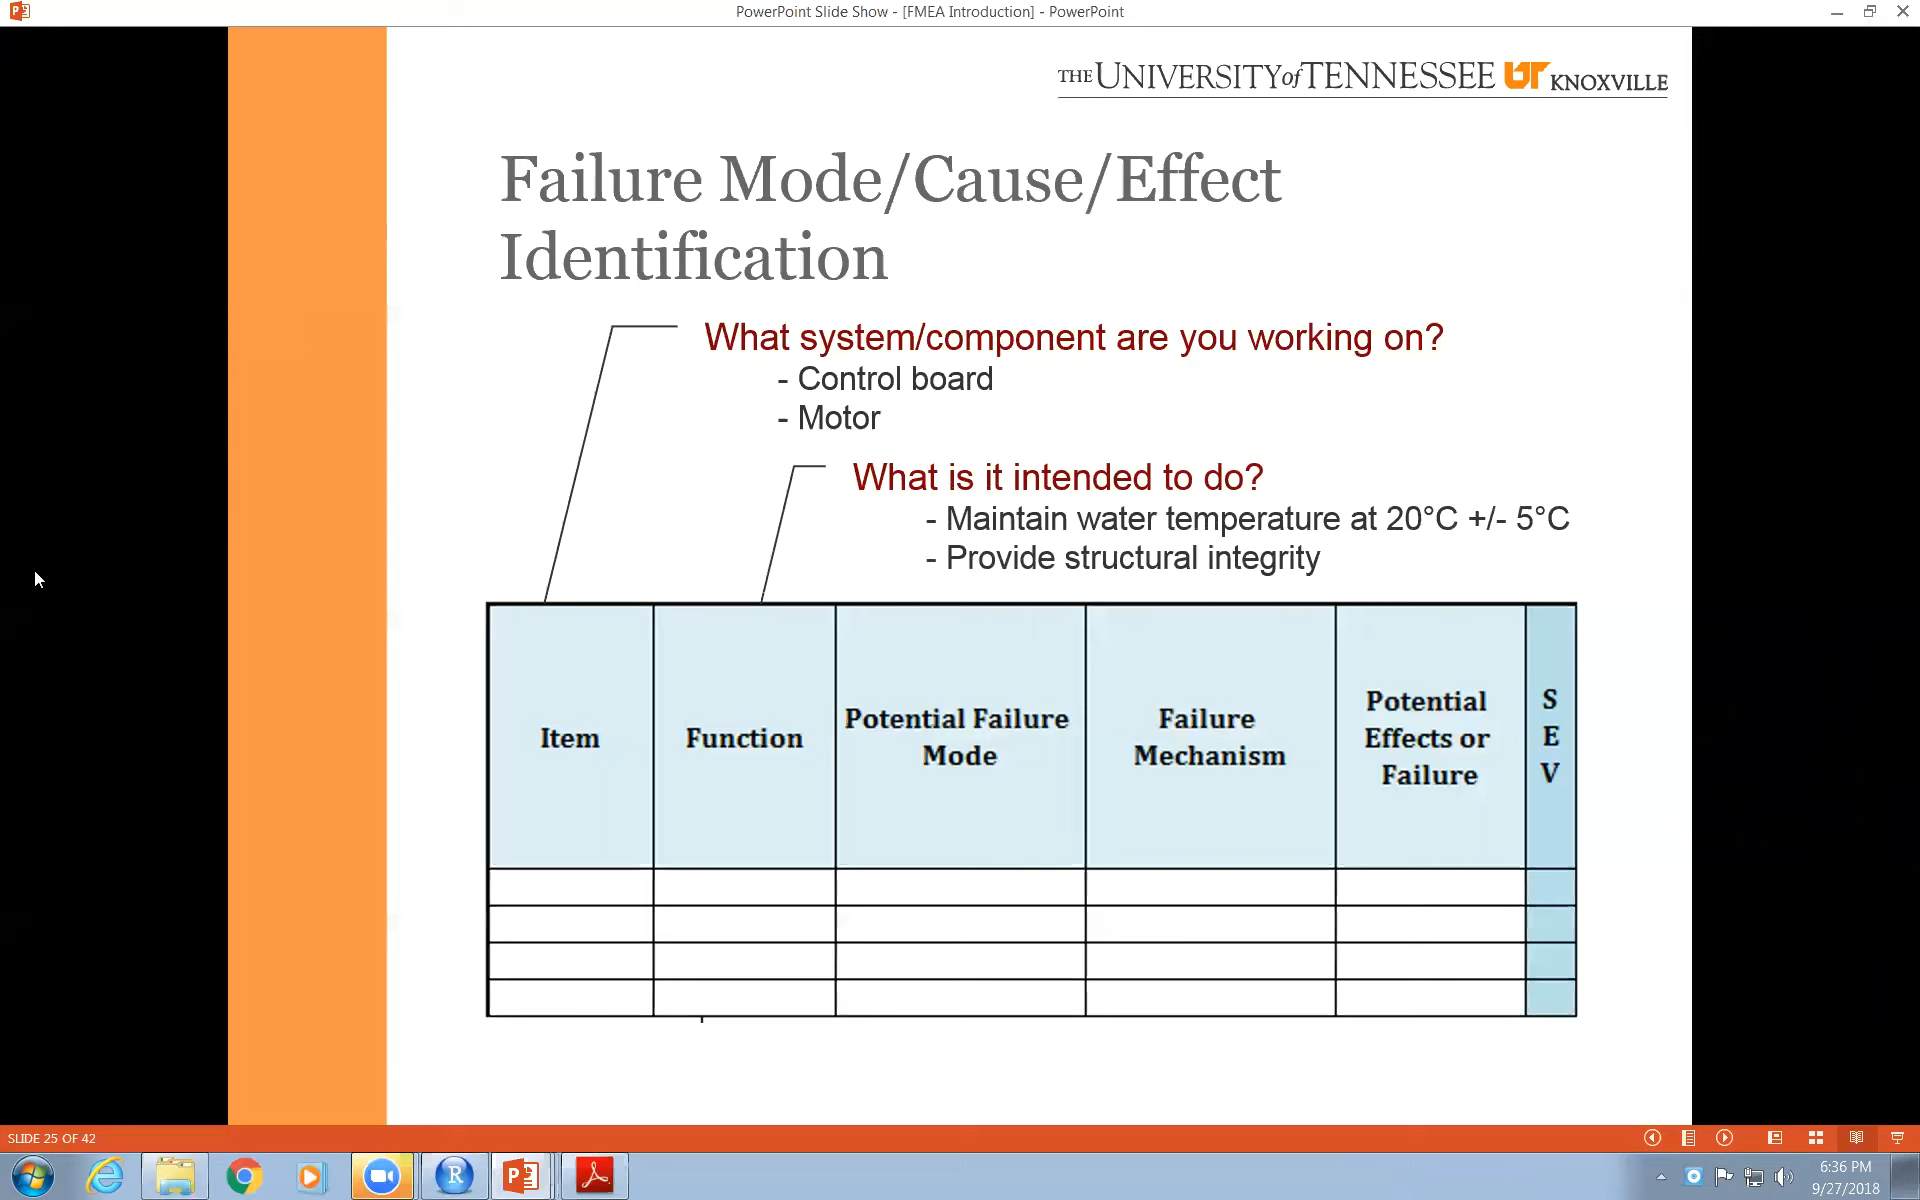 PowerPoint Slide Show - [FMEA Introduction] - PowerPoint
THE UNIVERSITY of TENNESSEE UT KNOXVILLE
Failure Mode/Cause/Effect
Identification
What system/component are you working on?
- Control board
- Motor
What is it intended to do?
- Maintain water temperature at 20°C +/- 5°C
- Provide structural integrity
Item
Function
Potential Failure
Mode
Failure
Mechanism
Potential
Effects or
Failure
S
E
V
SLIDE 25 OF 42
6:36 PM
9/27/2018